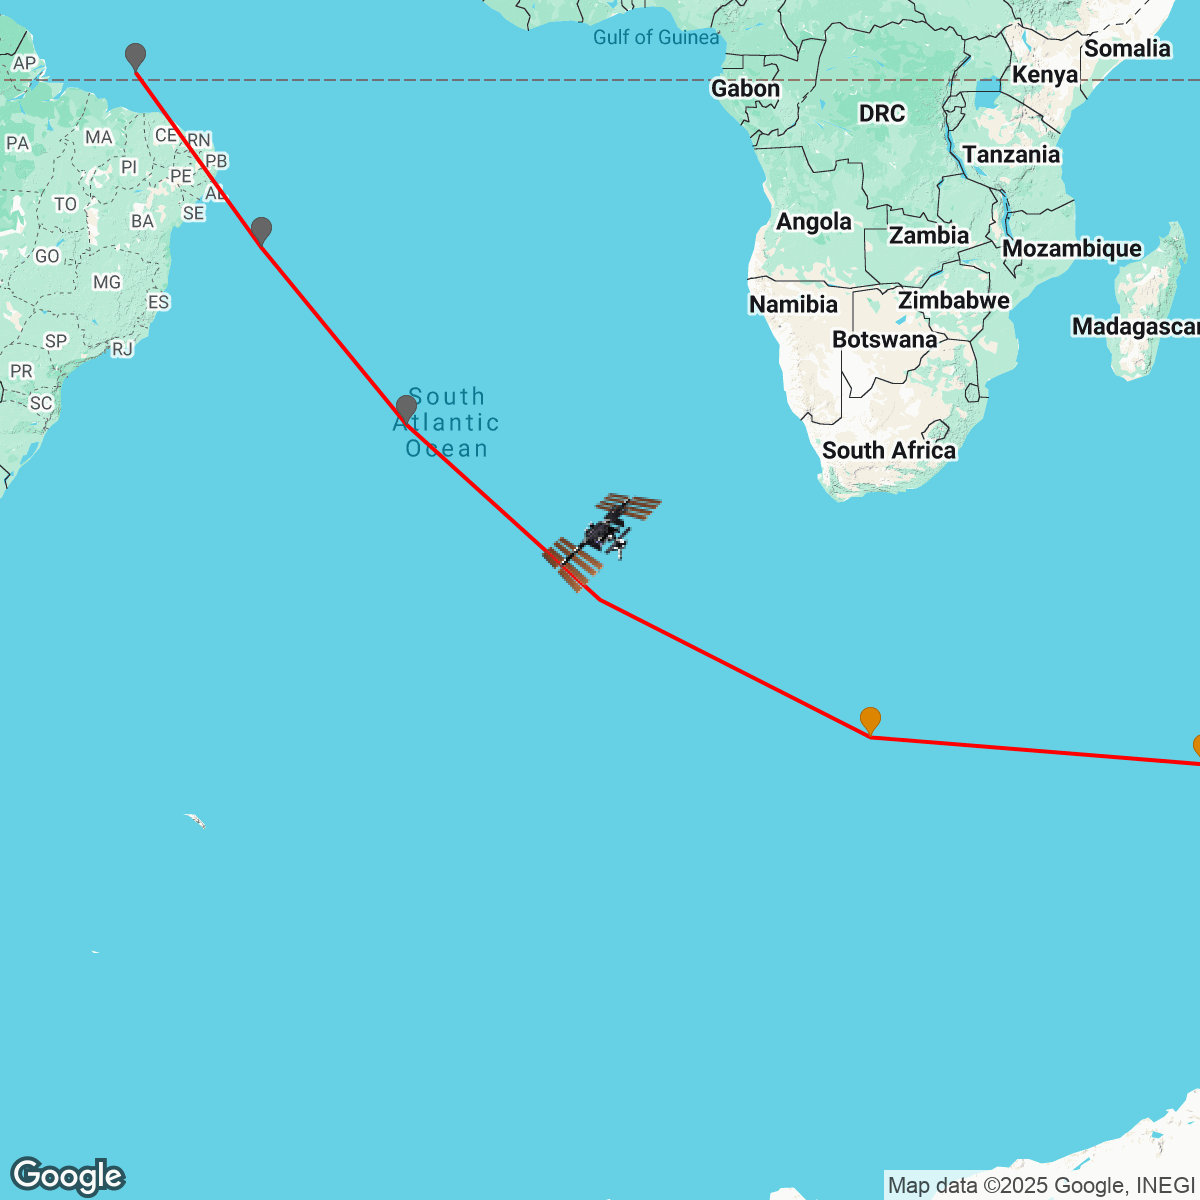 Gulf of Guinea
Somalia
AP
Kenya
Gabon
DRC
MA
CE
RN
PA
Tanzania
PI
PB
PE
AL
TO
SE
BA
Angola
Zambia
Mozambique
GO
MG
ES
Namibia
Zimbabwe
Madagascar
SP
RJ
Botswana
PR
SC
South
Atlantic
Ocean
South Africa
Google
Map data ©2025 Google, INEGI